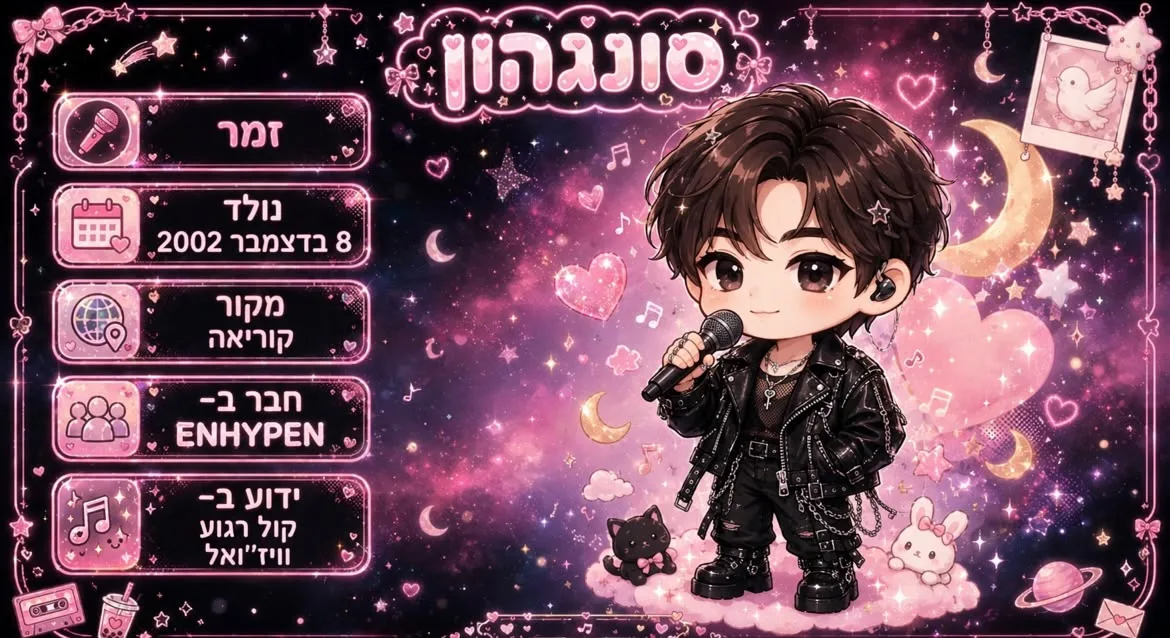 סונגהון
זמר
נולד
8 בדצמבר 2002
מקור
קוריאה
חבר ב-
ENHYPEN
ידוע ב-
קול רגוע
וויז"ואל